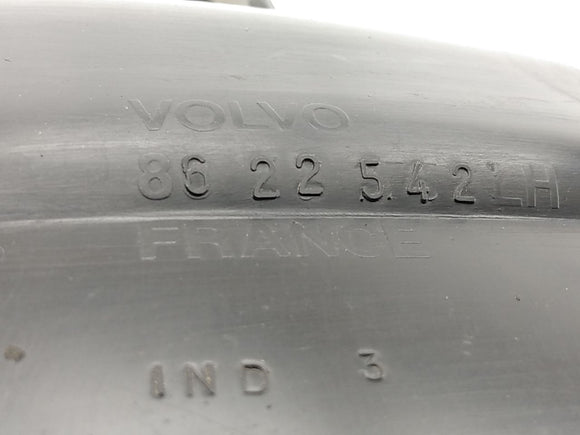 VOLVO
86 22 542 LH
FRANCE
IND 3